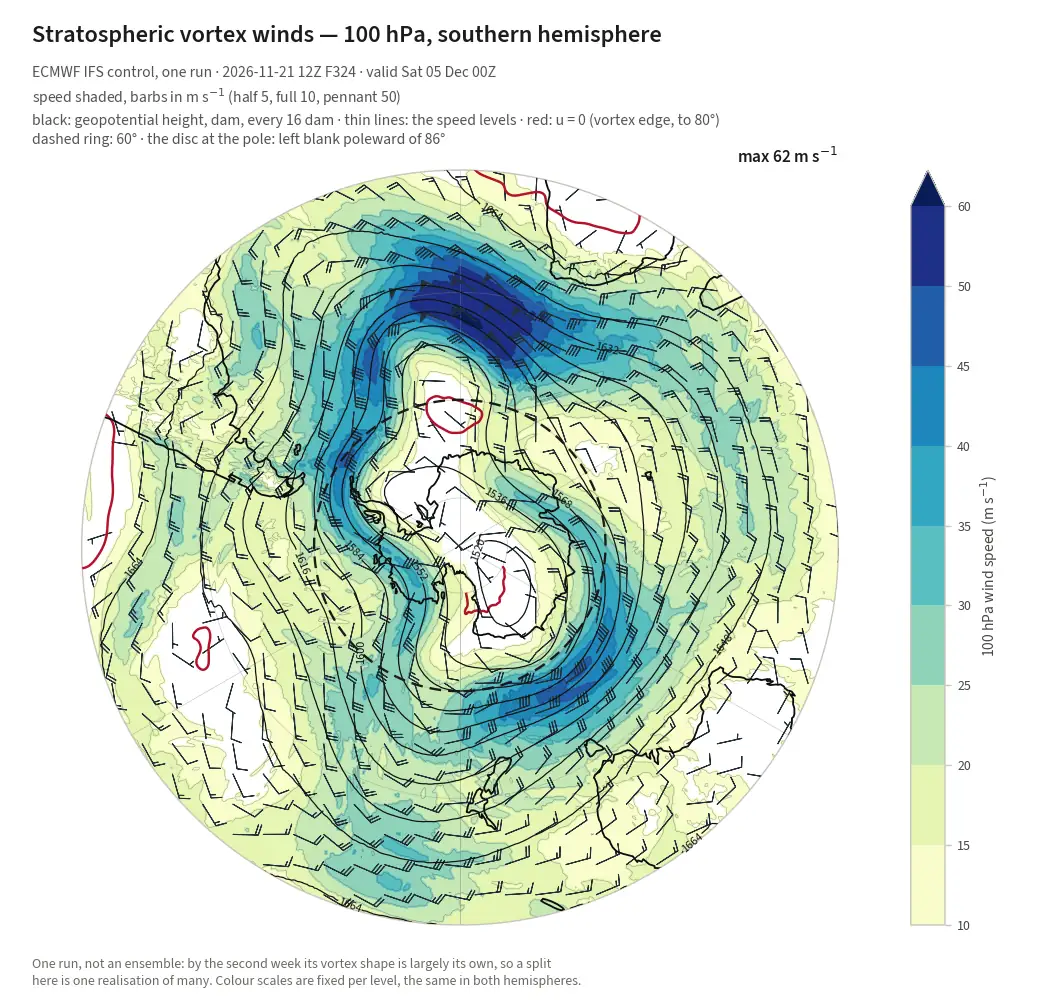 Stratospheric vortex winds — 100 hPa, southern hemisphere
ECMWF IFS control, one run · 2026-11-21 12Z F324 · valid Sat 05 Dec 00Z
speed shaded, barbs in m s⁻¹ (half 5, full 10, pennant 50)
black: geopotential height, dam, every 16 dam · thin lines: the speed levels · red: u = 0 (vortex edge, to 80°)
dashed ring: 60° · the disc at the pole: left blank poleward of 86°
max 62 m s⁻¹
60
50
45
40
35
30
25
20
15
10
100 hPa wind speed (m s⁻¹)
1664
1632
1536
1568
1520
1584
1552
1616
1664
1600
1648
1664
1664
One run, not an ensemble: by the second week its vortex shape is largely its own, so a split
here is one realisation of many. Colour scales are fixed per level, the same in both hemispheres.